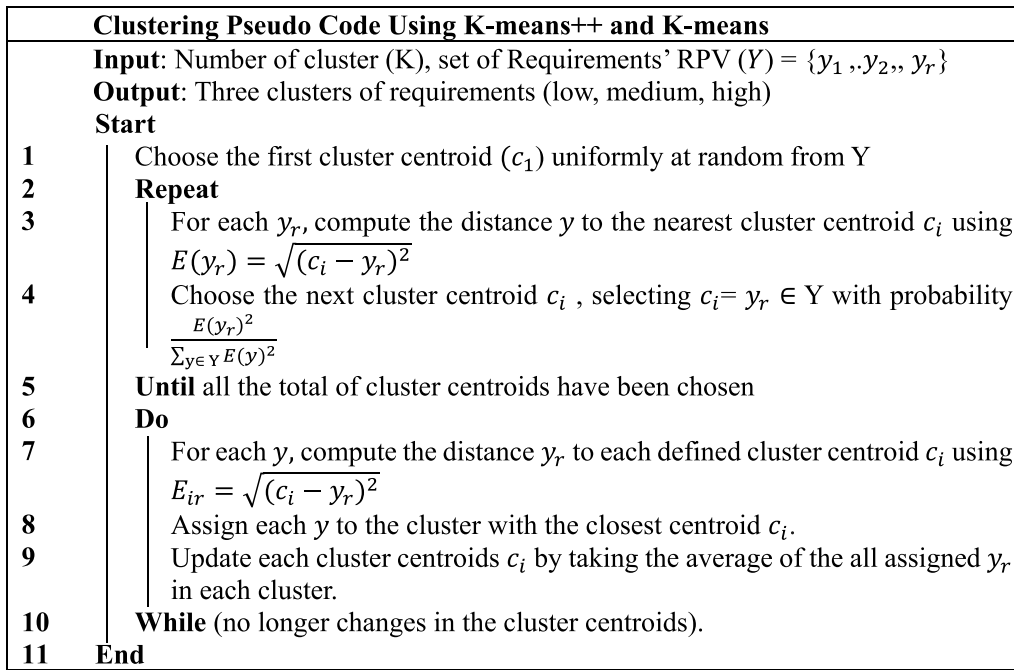 Clustering Pseudo Code Using K-means++ and K-means
Input: Number of cluster (K), set of Requirements' RPV (Y) = {y₁ ,.y₂,, yᵣ}
Output: Three clusters of requirements (low, medium, high)
Start
1 Choose the first cluster centroid (c₁) uniformly at random from Y
2 Repeat
3 For each yᵣ, compute the distance y to the nearest cluster centroid cᵢ using
E(yᵣ) = √(cᵢ − yᵣ)²
4 Choose the next cluster centroid cᵢ , selecting cᵢ= yᵣ ∈ Y with probability
E(yᵣ)² / ∑y∈Y E(y)²
5 Until all the total of cluster centroids have been chosen
6 Do
7 For each y, compute the distance yᵣ to each defined cluster centroid cᵢ using
Eᵢᵣ = √(cᵢ − yᵣ)²
8 Assign each y to the cluster with the closest centroid cᵢ.
9 Update each cluster centroids cᵢ by taking the average of the all assigned yᵣ
in each cluster.
10 While (no longer changes in the cluster centroids).
11 End